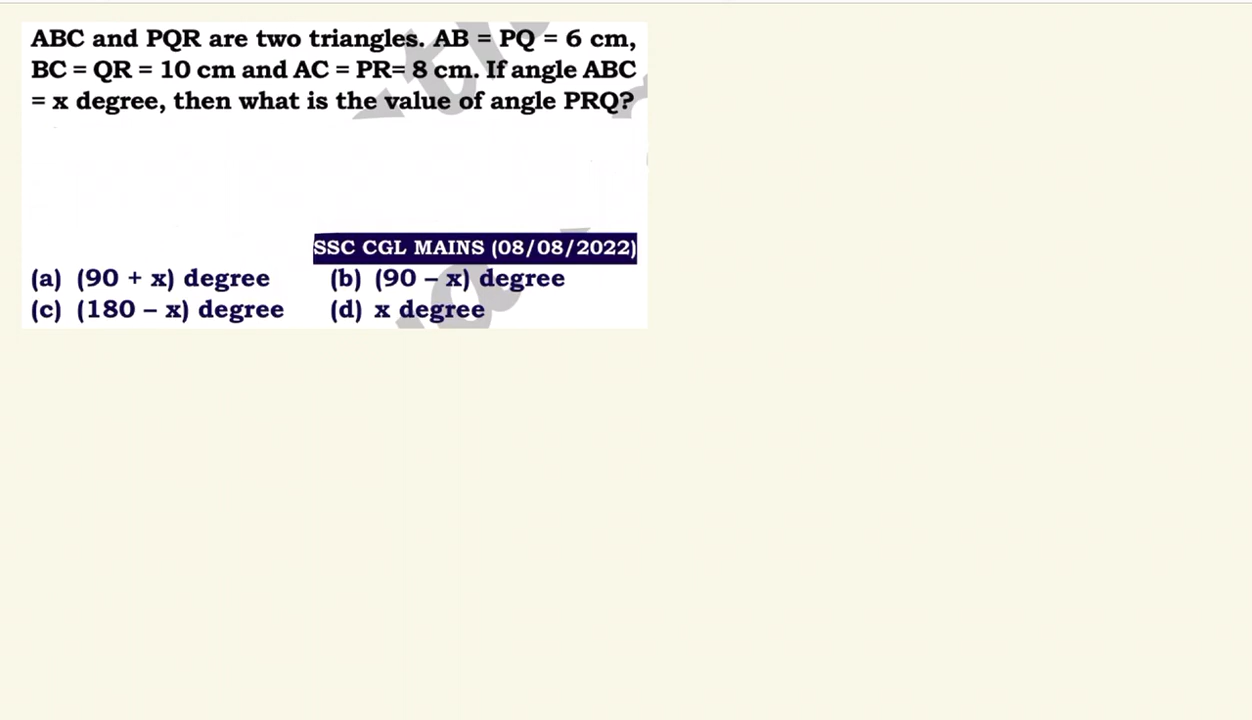 ABC and PQR are two triangles. AB = PQ = 6 cm,
BC = QR = 10 cm and AC = PR= 8 cm. If angle ABC
= x degree, then what is the value of angle PRQ?
SSC CGL MAINS (08/08/2022)
(a) (90 + x) degree (b) (90 – x) degree
(c) (180 – x) degree (d) x degree